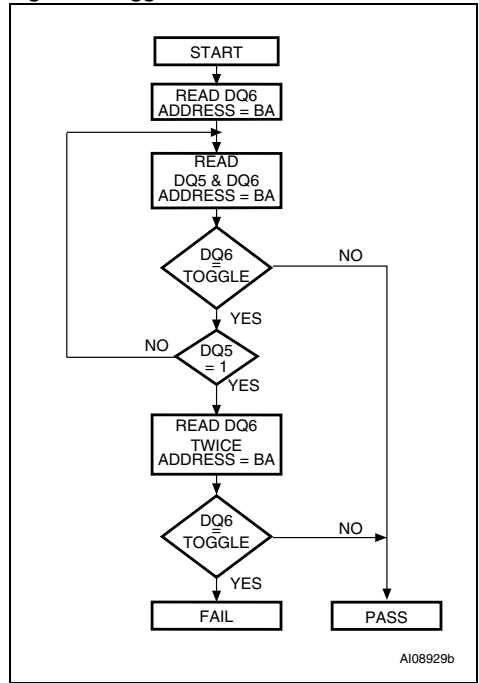 START
READ DQ6
ADDRESS = BA
READ
DQ5 & DQ6
ADDRESS = BA
DQ6
=
TOGGLE
NO
YES
NO
DQ5
= 1
YES
READ DQ6
TWICE
ADDRESS = BA
DQ6
=
TOGGLE
NO
YES
FAIL
PASS
AI08929b